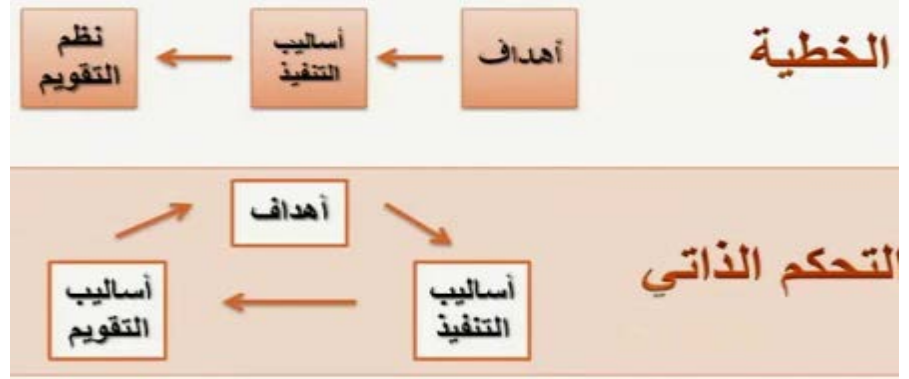 الخطية
أهداف
أساليب
التنفيذ
نظم
التقويم
التحكم الذاتي
أهداف
أساليب
التنفيذ
أساليب
التقويم